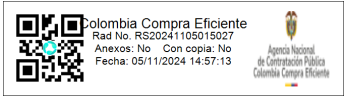 Colombia Compra Eficiente
Rad No. RS20241105015027
Anexos: No Con copia: No
Fecha: 05/11/2024 14:57:13
Agencia Nacional
de Contratación Pública
Colombia Compra Eficiente